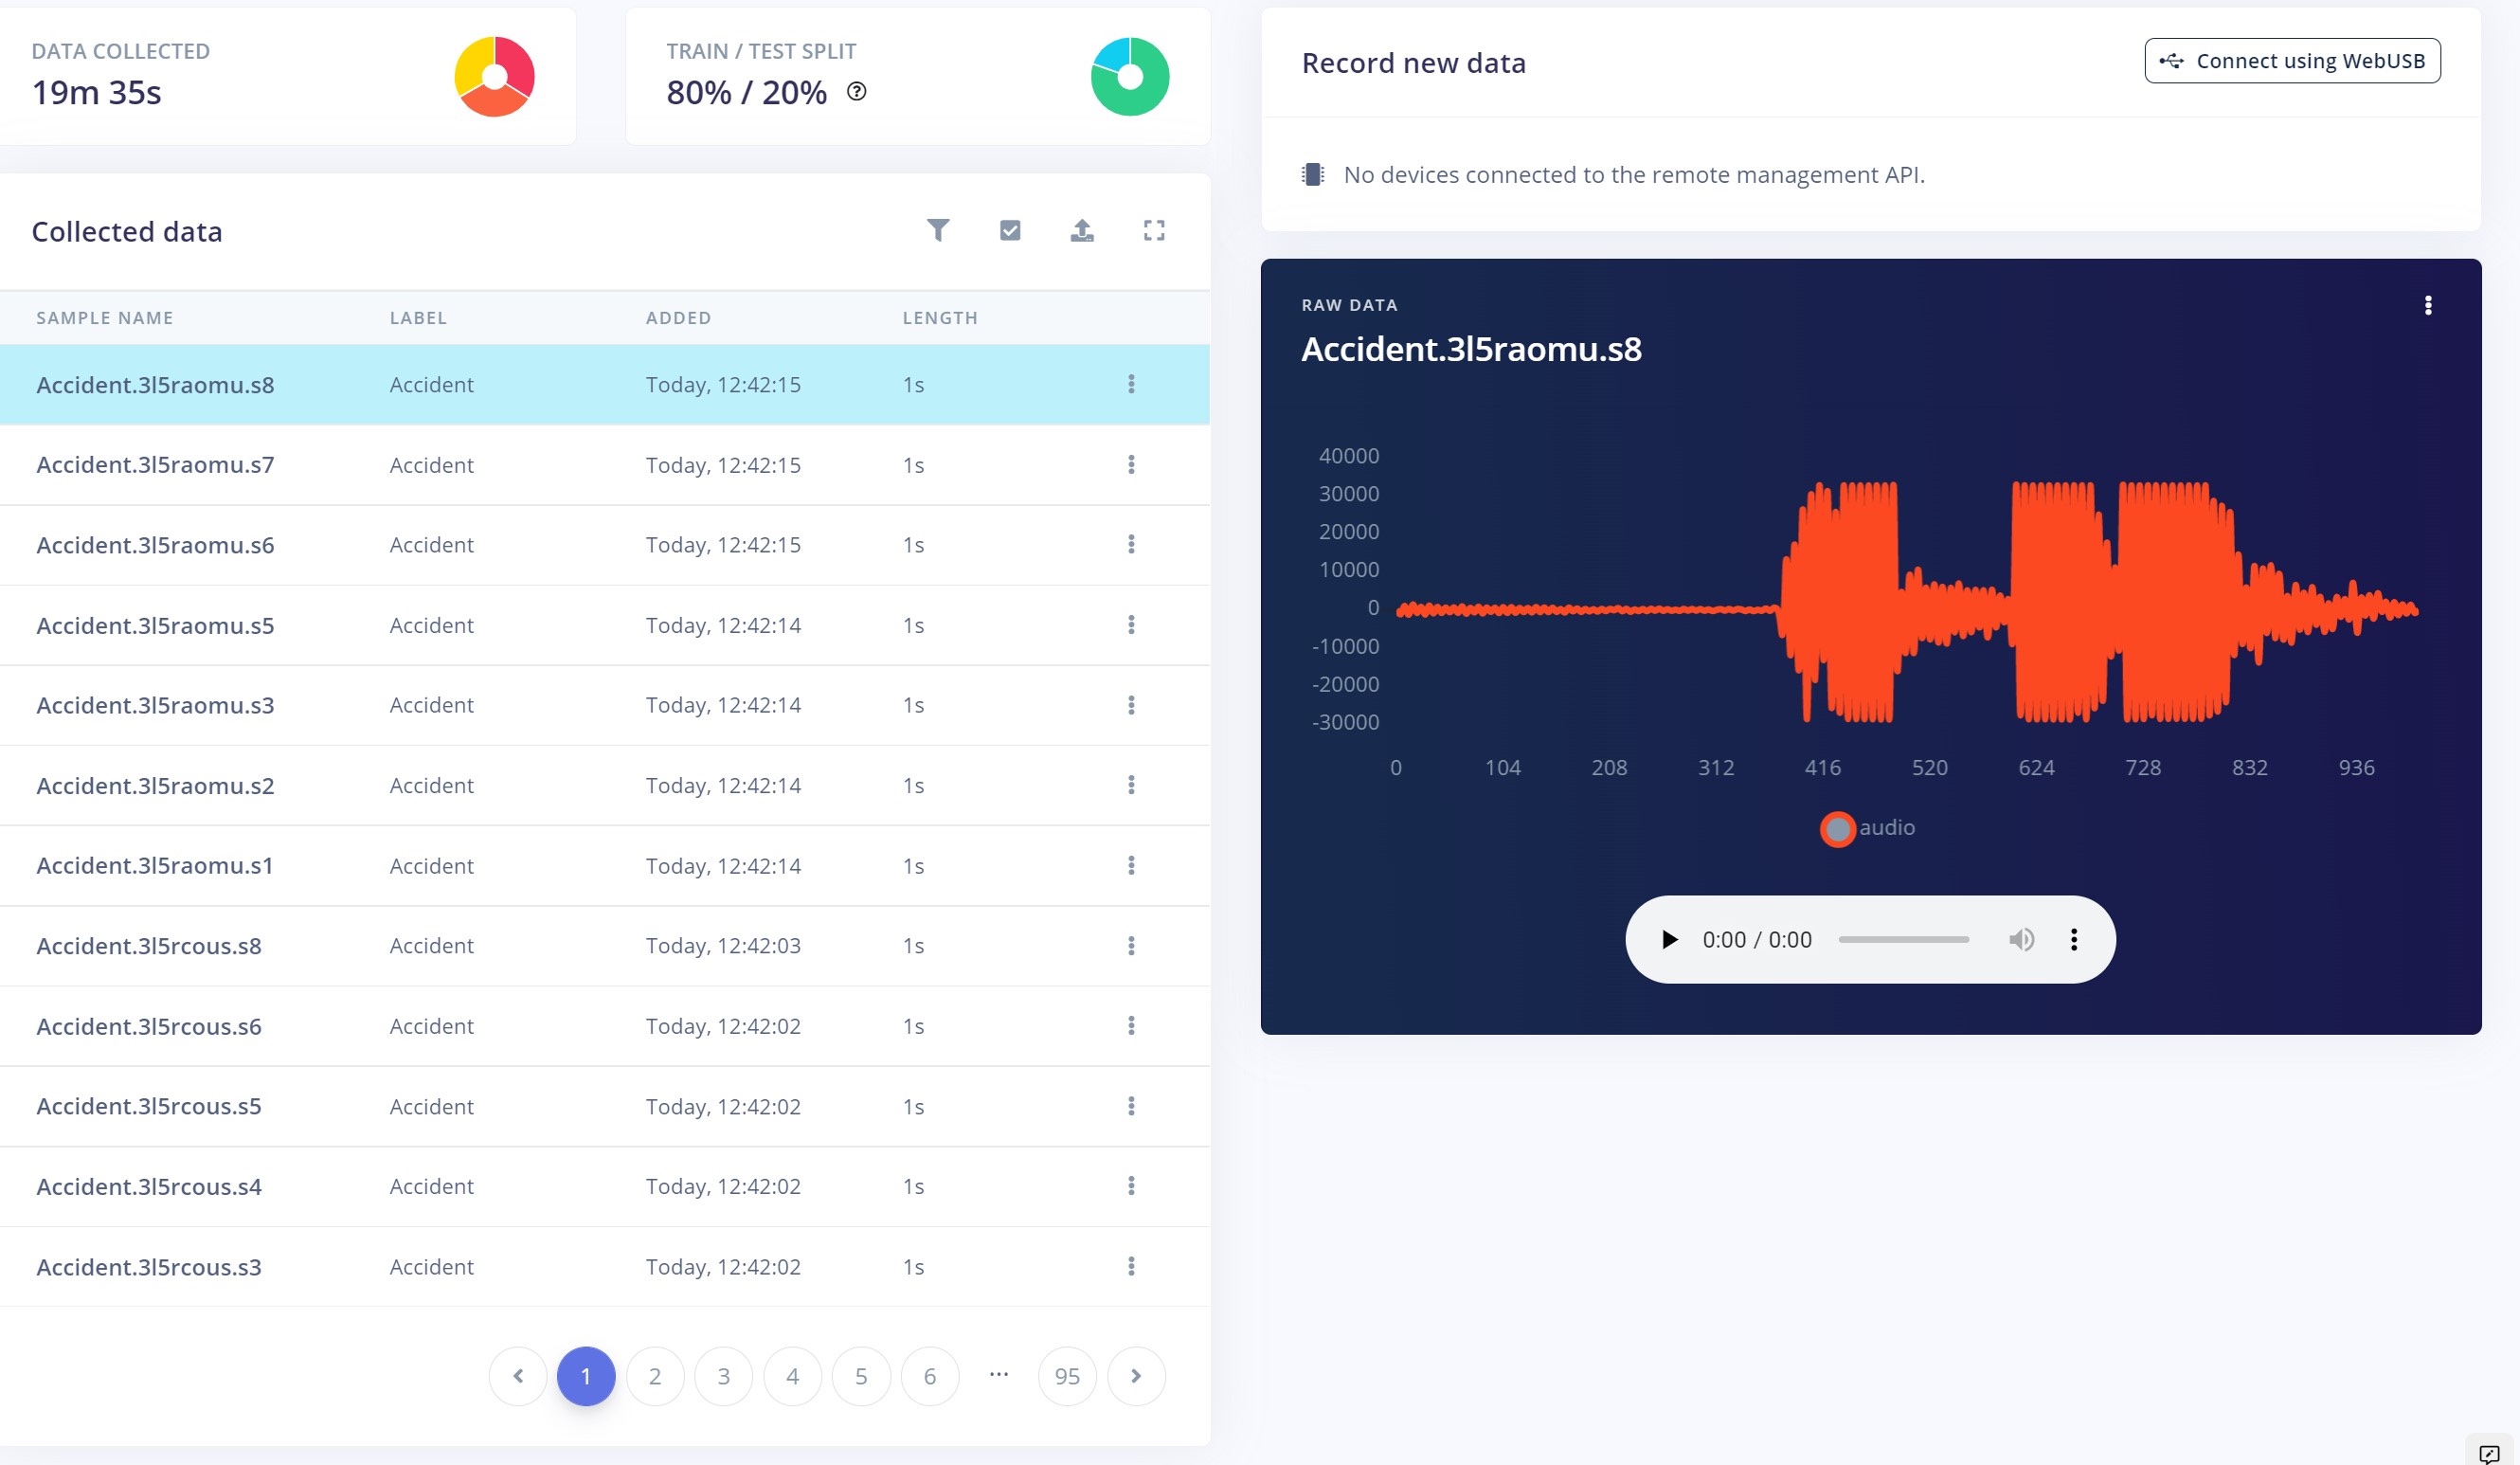 DATA COLLECTED
19m 35s
TRAIN / TEST SPLIT
80% / 20% ?
Collected data
SAMPLE NAME LABEL ADDED LENGTH
Accident.3l5raomu.s8 Accident Today, 12:42:15 1s
Accident.3l5raomu.s7 Accident Today, 12:42:15 1s
Accident.3l5raomu.s6 Accident Today, 12:42:15 1s
Accident.3l5raomu.s5 Accident Today, 12:42:14 1s
Accident.3l5raomu.s3 Accident Today, 12:42:14 1s
Accident.3l5raomu.s2 Accident Today, 12:42:14 1s
Accident.3l5raomu.s1 Accident Today, 12:42:14 1s
Accident.3l5rcous.s8 Accident Today, 12:42:03 1s
Accident.3l5rcous.s6 Accident Today, 12:42:02 1s
Accident.3l5rcous.s5 Accident Today, 12:42:02 1s
Accident.3l5rcous.s4 Accident Today, 12:42:02 1s
Accident.3l5rcous.s3 Accident Today, 12:42:02 1s
1 2 3 4 5 6 ... 95
Record new data
Connect using WebUSB
No devices connected to the remote management API.
RAW DATA
Accident.3l5raomu.s8
40000
30000
20000
10000
0
-10000
-20000
-30000
0 104 208 312 416 520 624 728 832 936
audio
0:00 / 0:00